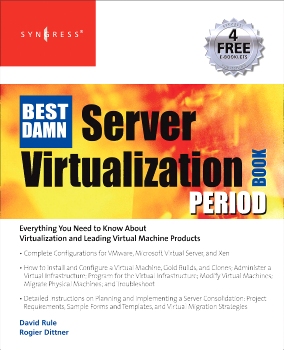 SYNGRESS
4
FREE
E-BOOKLETS
BEST
DAMN
Server
Virtualization
BOOK
PERIOD
Everything You Need to Know About
Virtualization and Leading Virtual Machine Products
• Complete Configurations for VMware, Microsoft Virtual Server, and Xen
• How to Install and Configure a Virtual Machine, Gold Builds, and Clones; Administer a
Virtual Infrastructure; Program for the Virtual Infrastructure; Modify Virtual Machines;
Migrate Physical Machines; and Troubleshoot
• Detailed Instructions on Planning and Implementing a Server Consolidation: Project
Requirements, Sample Forms and Templates, and Virtual Migration Strategies
David Rule
Rogier Dittner